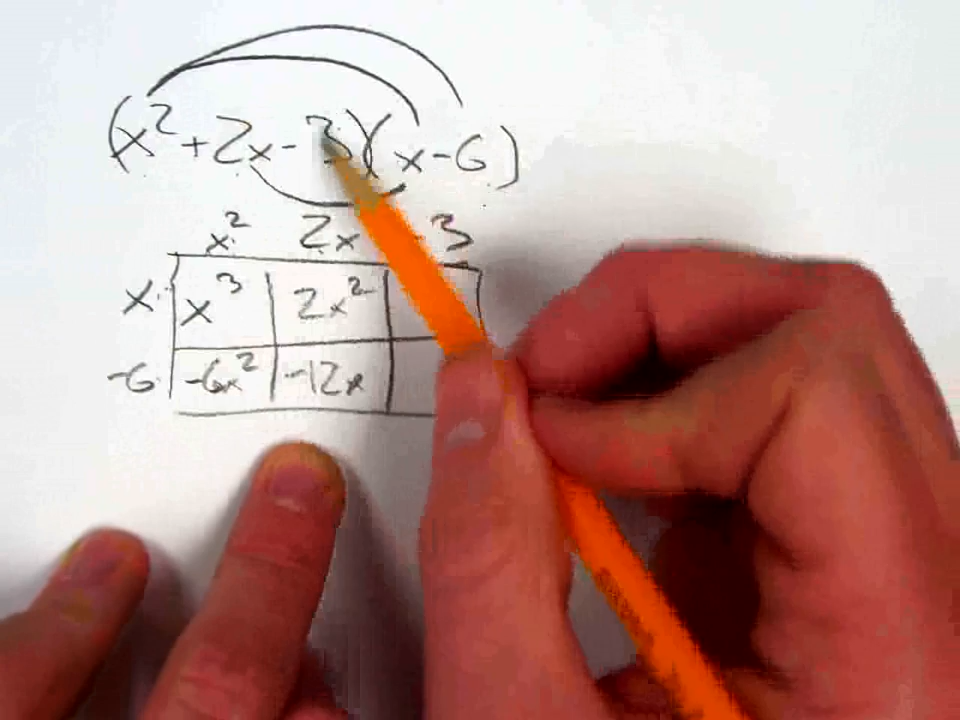 (x²+2x-3)(x-6)
x² 2x 3
x x³ 2x²
-6 -6x² -12x